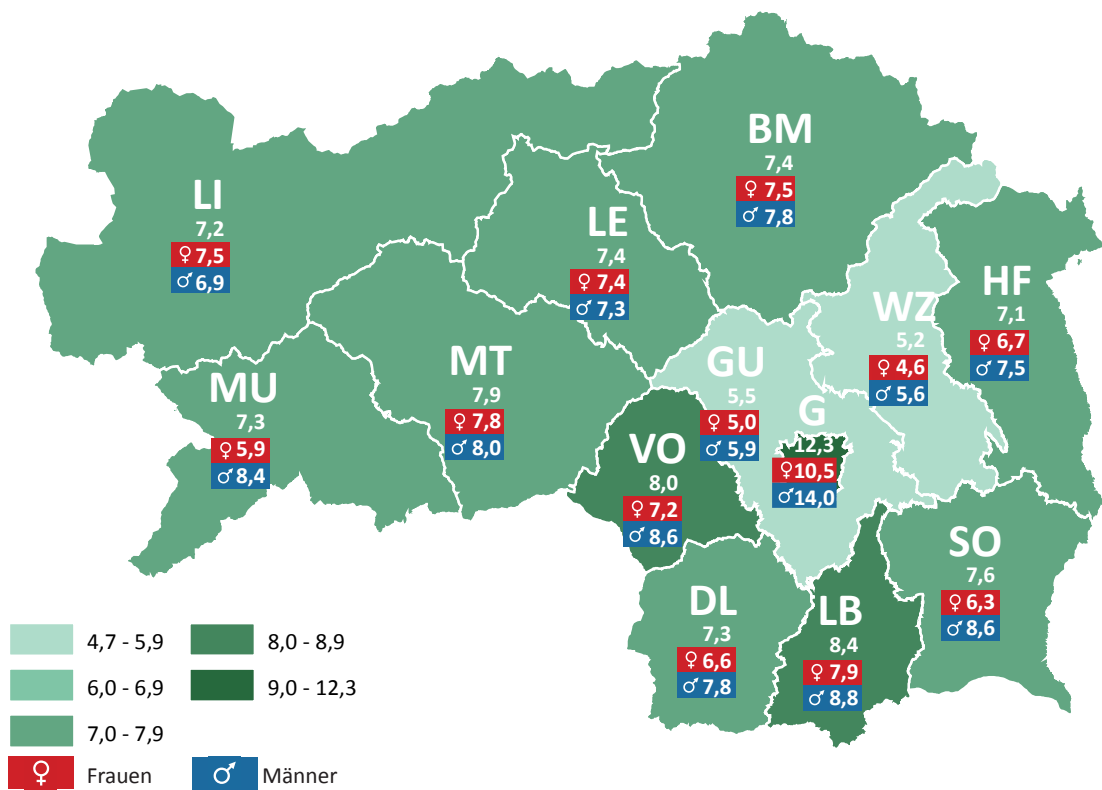 BM
7,4
♀ 7,5
♂ 7,8
LI
7,2
♀ 7,5
♂ 6,9
LE
7,4
♀ 7,4
♂ 7,3
HF
7,1
♀ 6,7
♂ 7,5
WZ
5,2
♀ 4,6
♂ 5,6
MT
7,9
♀ 7,8
♂ 8,0
GU
5,5
♀ 5,0
♂ 5,9
MU
7,3
♀ 5,9
♂ 8,4
G
12,3
♀ 10,5
♂ 14,0
VO
8,0
♀ 7,2
♂ 8,6
SO
7,6
♀ 6,3
♂ 8,6
DL
7,3
♀ 6,6
♂ 7,8
LB
8,4
♀ 7,9
♂ 8,8
4,7 - 5,9
6,0 - 6,9
7,0 - 7,9
8,0 - 8,9
9,0 - 12,3
♀ Frauen
♂ Männer